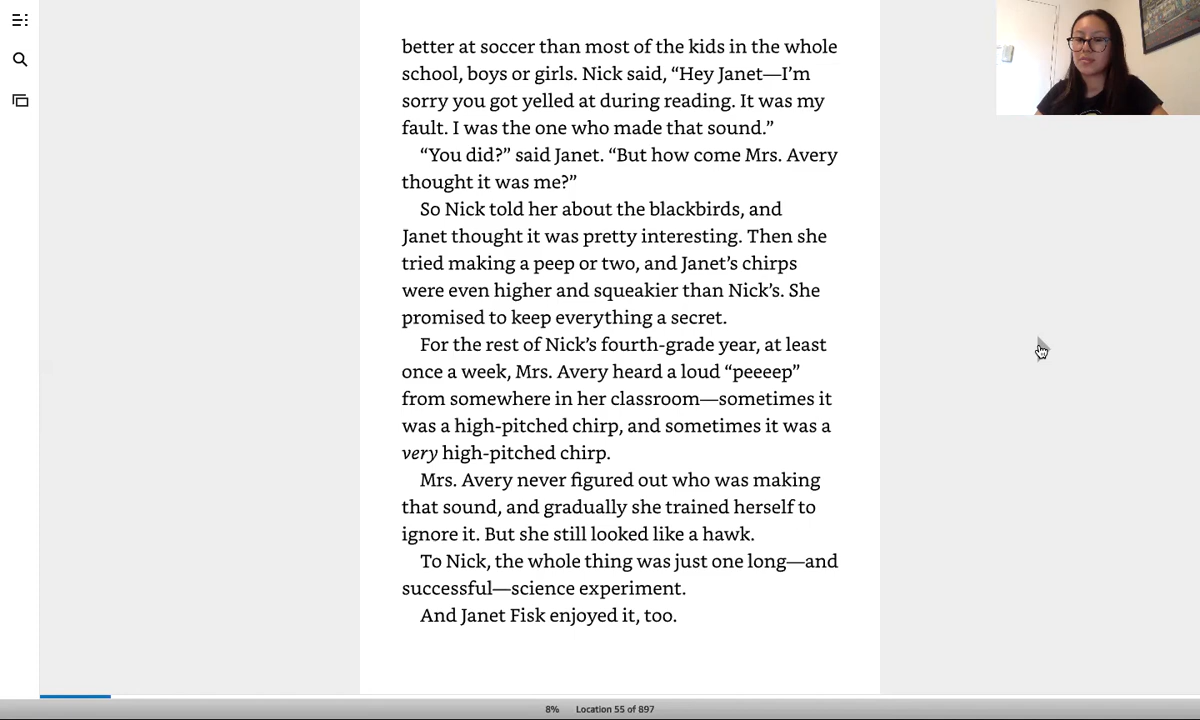 better at soccer than most of the kids in the whole
school, boys or girls. Nick said, “Hey Janet—I’m
sorry you got yelled at during reading. It was my
fault. I was the one who made that sound.”
“You did?” said Janet. “But how come Mrs. Avery
thought it was me?”
So Nick told her about the blackbirds, and
Janet thought it was pretty interesting. Then she
tried making a peep or two, and Janet’s chirps
were even higher and squeakier than Nick’s. She
promised to keep everything a secret.
For the rest of Nick’s fourth-grade year, at least
once a week, Mrs. Avery heard a loud “peeeep”
from somewhere in her classroom—sometimes it
was a high-pitched chirp, and sometimes it was a
very high-pitched chirp.
Mrs. Avery never figured out who was making
that sound, and gradually she trained herself to
ignore it. But she still looked like a hawk.
To Nick, the whole thing was just one long—and
successful—science experiment.
And Janet Fisk enjoyed it, too.
8% Location 55 of 897